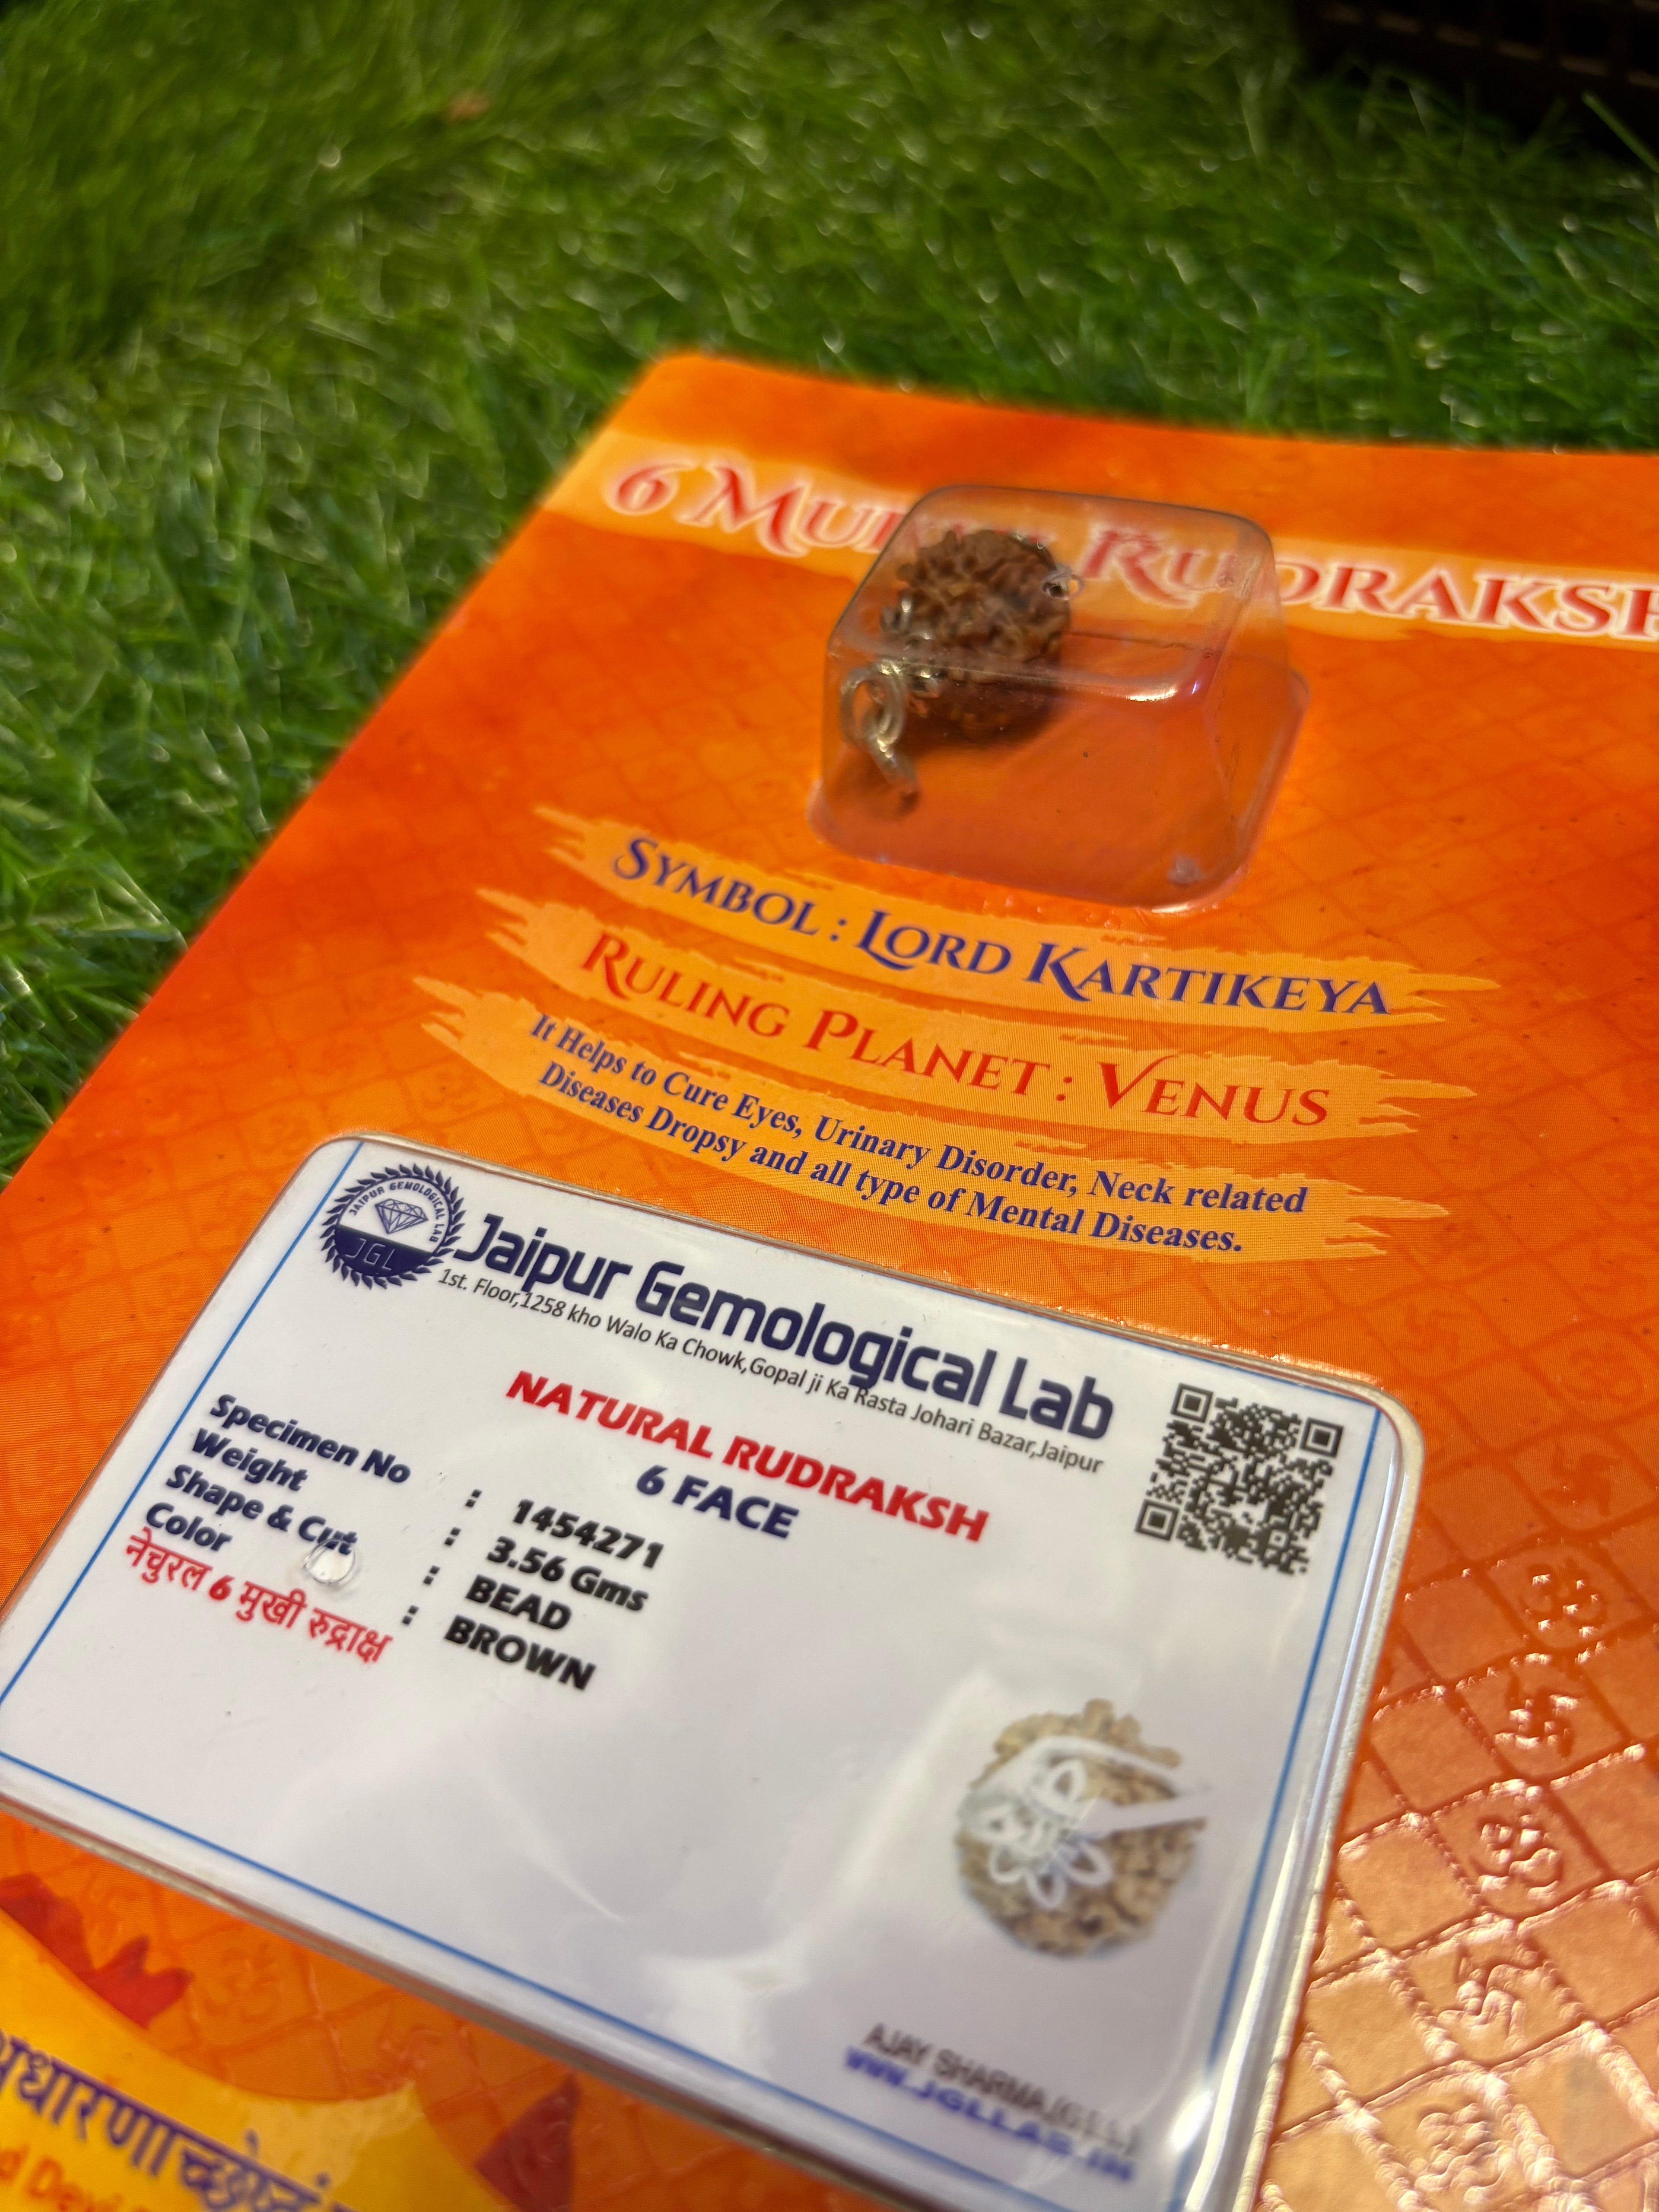 6 Mukhi Rudraksh
Symbol : Lord Kartikeya
Ruling Planet : Venus
It Helps to Cure Eyes, Urinary Disorder, Neck related
Diseases Dropsy and all type of Mental Diseases.
JAIPUR GEMOLOGICAL LAB
JGL
Jaipur Gemological Lab
1st. Floor,1258 kho Walo Ka Chowk,Gopal ji Ka Rasta Johari Bazar,Jaipur
NATURAL RUDRAKSH
6 FACE
Specimen No : 1454271
Weight : 3.56 Gms
Shape & Cut : BEAD
Color : BROWN
नेचुरल 6 मुखी रुद्राक्ष
AJAY SHARMA